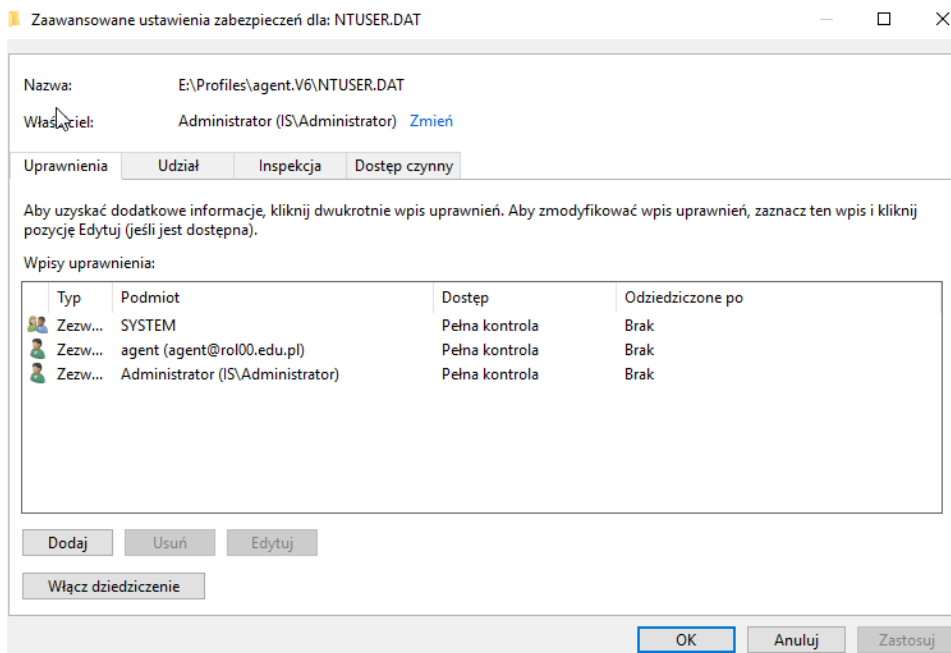 Zaawansowane ustawienia zabezpieczeń dla: NTUSER.DAT
Nazwa: E:\Profiles\agent.V6\NTUSER.DAT
Właściciel: Administrator (IS\Administrator) Zmień
Uprawnienia Udział Inspekcja Dostęp czynny
Aby uzyskać dodatkowe informacje, kliknij dwukrotnie wpis uprawnień. Aby zmodyfikować wpis uprawnień, zaznacz ten wpis i kliknij
pozycję Edytuj (jeśli jest dostępna).
Wpisy uprawnienia:
Typ Podmiot Dostęp Odziedziczone po
Zezw... SYSTEM Pełna kontrola Brak
Zezw... agent (agent@rol00.edu.pl) Pełna kontrola Brak
Zezw... Administrator (IS\Administrator) Pełna kontrola Brak
Dodaj Usuń Edytuj
Włącz dziedziczenie
OK Anuluj Zastosuj